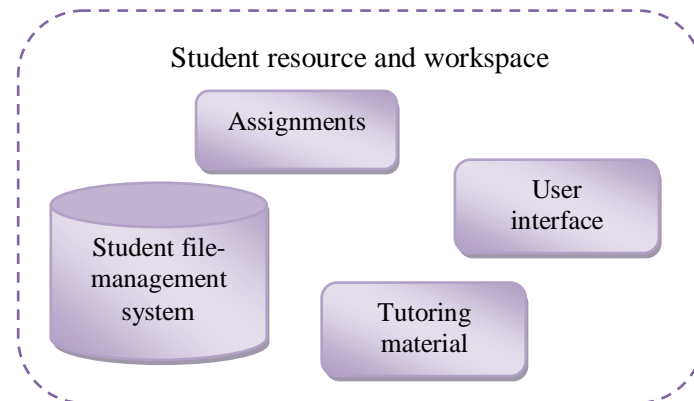 Student resource and workspace
Assignments
User
interface
Student file-
management
system
Tutoring
material